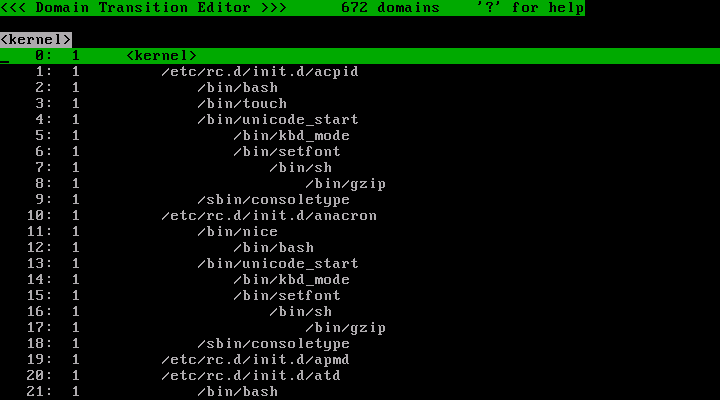 <<< Domain Transition Editor >>>      672 domains    '?' for help
<kernel>
0:  1     <kernel>
1:  1         /etc/rc.d/init.d/acpid
2:  1             /bin/bash
3:  1             /bin/touch
4:  1             /bin/unicode_start
5:  1                 /bin/kbd_mode
6:  1                 /bin/setfont
7:  1                     /bin/sh
8:  1                         /bin/gzip
9:  1             /sbin/consoletype
10:  1         /etc/rc.d/init.d/anacron
11:  1             /bin/nice
12:  1                 /bin/bash
13:  1             /bin/unicode_start
14:  1                 /bin/kbd_mode
15:  1                 /bin/setfont
16:  1                     /bin/sh
17:  1                         /bin/gzip
18:  1             /sbin/consoletype
19:  1         /etc/rc.d/init.d/apmd
20:  1         /etc/rc.d/init.d/atd
21:  1             /bin/bash